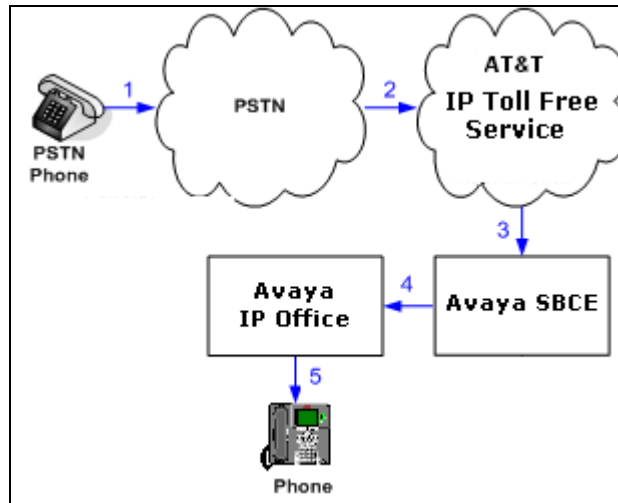 AT&T
IP Toll Free
Service
PSTN
1
2
PSTN
Phone
3
Avaya
IP Office
4
Avaya SBCE
5
Phone